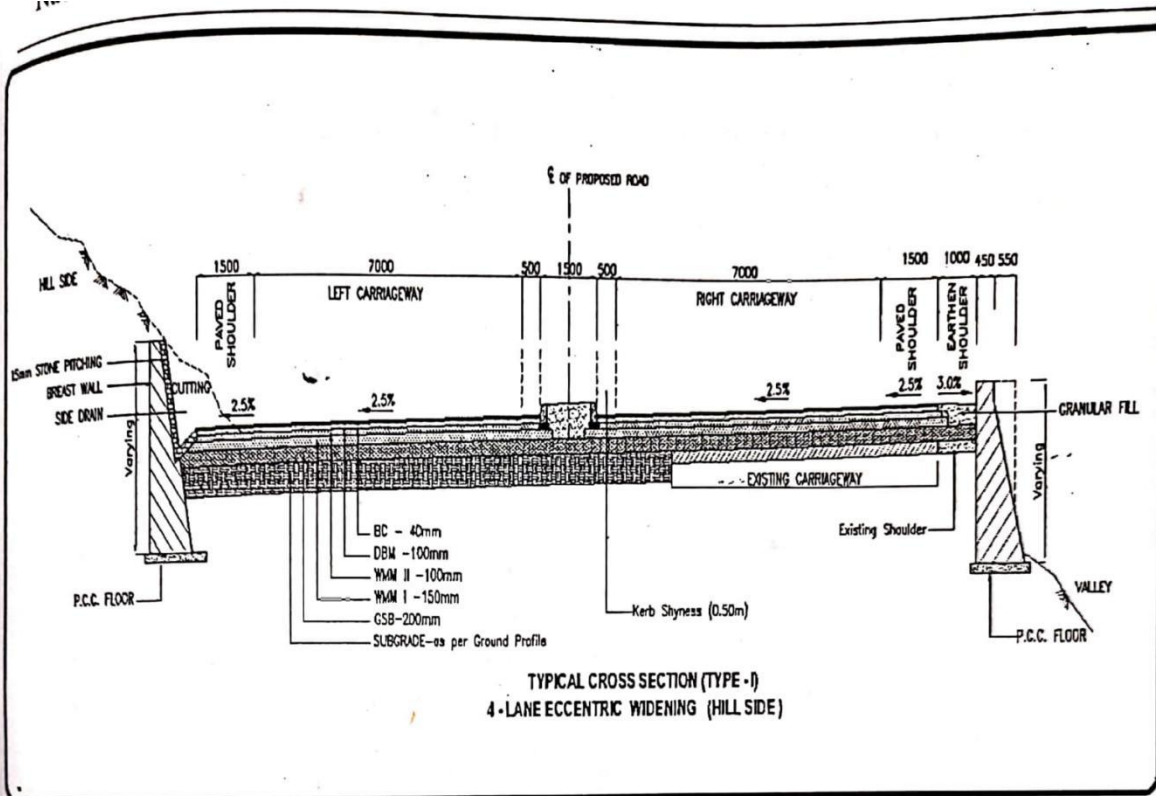 ℄ OF PROPOSED ROAD
1500 7000 500 1500 500 7000 1500 1000 450 550
HILL SIDE
PAVED SHOULDER
LEFT CARRIAGEWAY
RIGHT CARRIAGEWAY
PAVED SHOULDER
EARTHEN SHOULDER
15mm STONE PITCHING
BREAST WALL
CUTTING
SIDE DRAIN
2.5% 2.5% 2.5% 2.5% 3.0%
GRANULAR FILL
Varying
Varying
EXISTING CARRIAGEWAY
Existing Shoulder
BC - 40mm
DBM -100mm
WMM II -100mm
WMM I -150mm
GSB-200mm
SUBGRADE-as per Ground Profile
Kerb Shyness (0.50m)
P.C.C. FLOOR
VALLEY
P.C.C. FLOOR
TYPICAL CROSS SECTION (TYPE - I)
4 - LANE ECCENTRIC WIDENING (HILL SIDE)